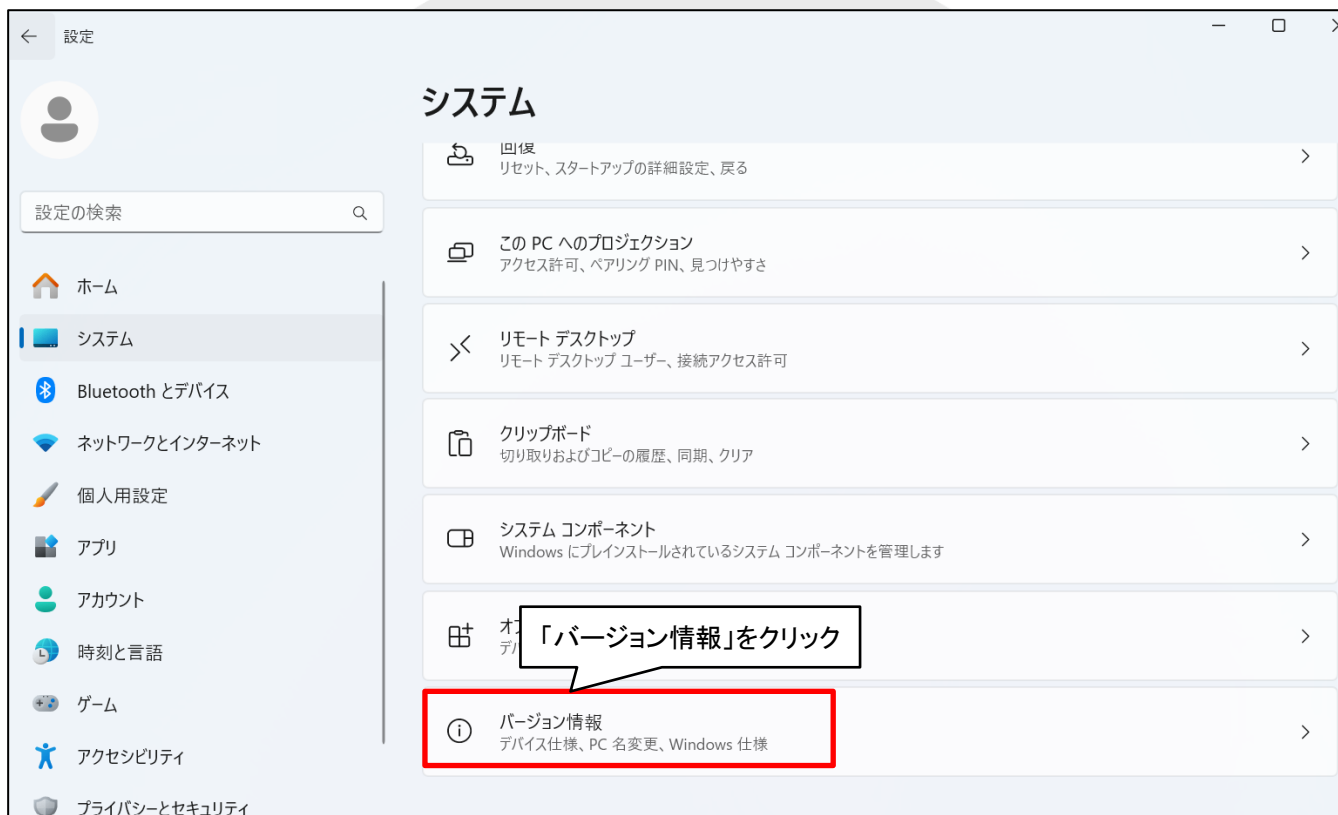 設定
システム
回復
リセット、スタートアップの詳細設定、戻る
設定の検索
この PC へのプロジェクション
アクセス許可、ペアリング PIN、見つけやすさ
ホーム
システム
リモート デスクトップ
リモート デスクトップ ユーザー、接続アクセス許可
Bluetooth とデバイス
ネットワークとインターネット
クリップボード
切り取りおよびコピーの履歴、同期、クリア
個人用設定
アプリ
システム コンポーネント
Windows にプレインストールされているシステム コンポーネントを管理します
アカウント
「バージョン情報」をクリック
時刻と言語
ゲーム
バージョン情報
デバイス仕様、PC 名変更、Windows 仕様
アクセシビリティ
プライバシーとセキュリティ